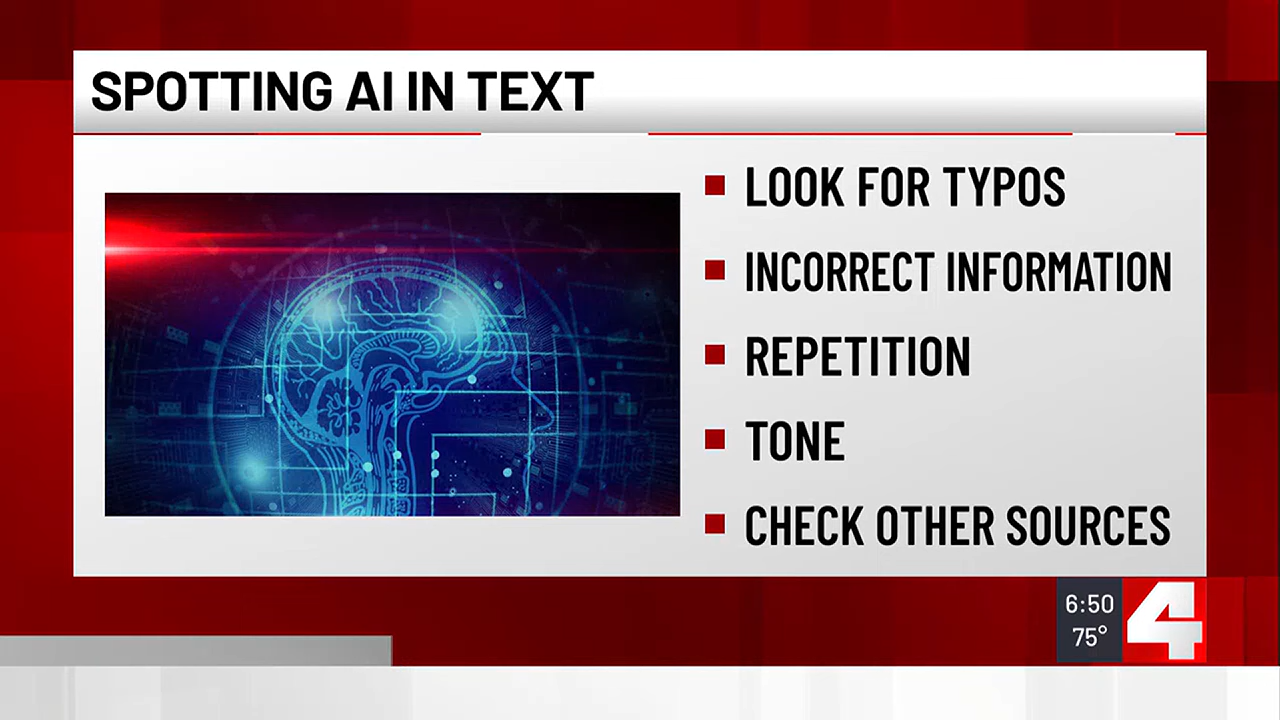 SPOTTING AI IN TEXT
LOOK FOR TYPOS
INCORRECT INFORMATION
REPETITION
TONE
CHECK OTHER SOURCES
6:50
75°
4